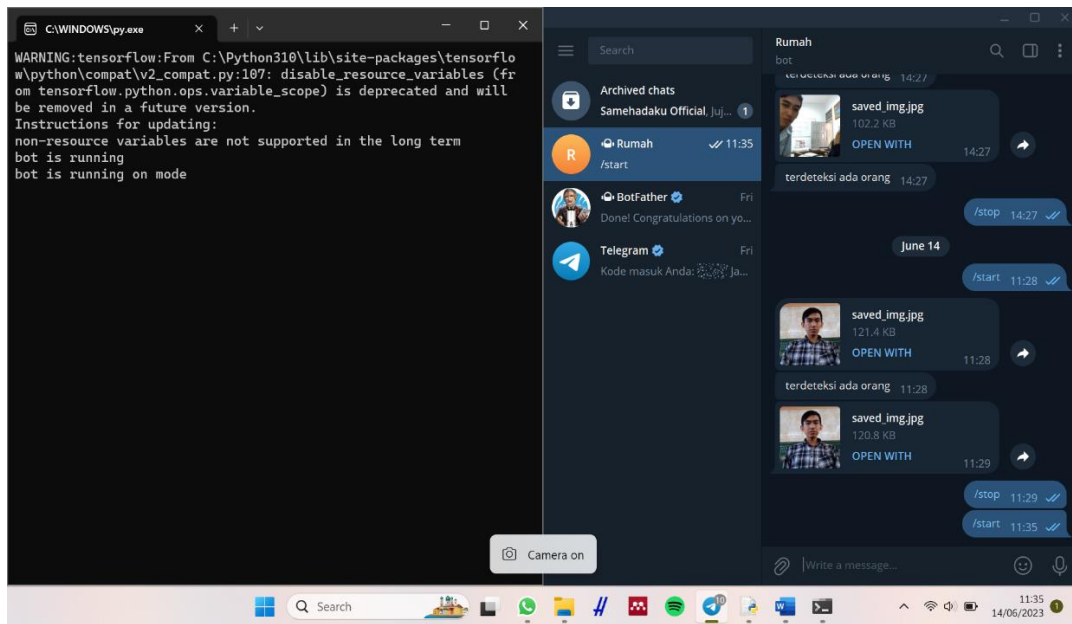 C:\WINDOWS\py.exe
WARNING:tensorflow:From C:\Python310\lib\site-packages\tensorflo
w\python\compat\v2_compat.py:107: disable_resource_variables (fr
om tensorflow.python.ops.variable_scope) is deprecated and will
be removed in a future version.
Instructions for updating:
non-resource variables are not supported in the long term
bot is running
bot is running on mode
Search
Archived chats
Samehadaku Official, Juj... 1
R
Rumah 11:35
/start
BotFather Fri
Done! Congratulations on yo...
Telegram Fri
Kode masuk Anda: Ja...
Rumah
bot
terdeteksi ada orang 14:27
saved_img.jpg
102.2 KB
OPEN WITH
14:27
terdeteksi ada orang 14:27
/stop 14:27
June 14
/start 11:28
saved_img.jpg
121.4 KB
OPEN WITH
11:28
terdeteksi ada orang 11:28
saved_img.jpg
120.8 KB
OPEN WITH
11:29
/stop 11:29
/start 11:35
Write a message...
Camera on
Search
10
11:35
14/06/2023
1